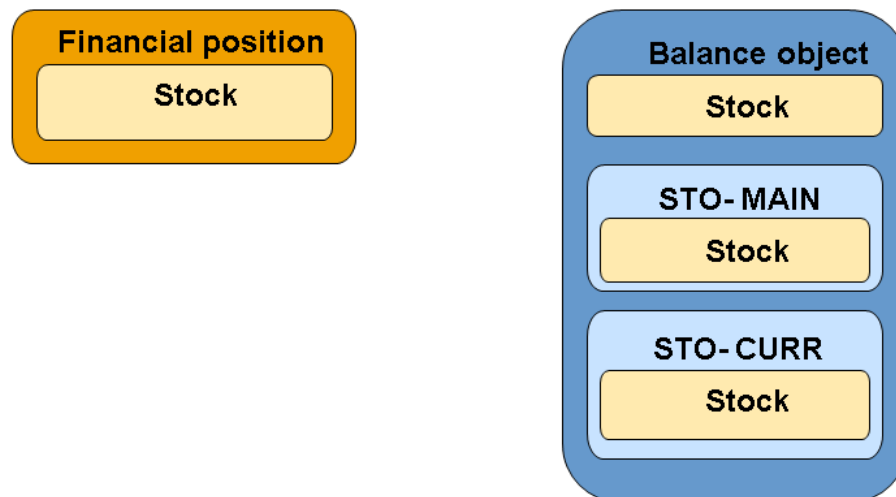 Financial position
Stock
Balance object
Stock
STO- MAIN
Stock
STO- CURR
Stock